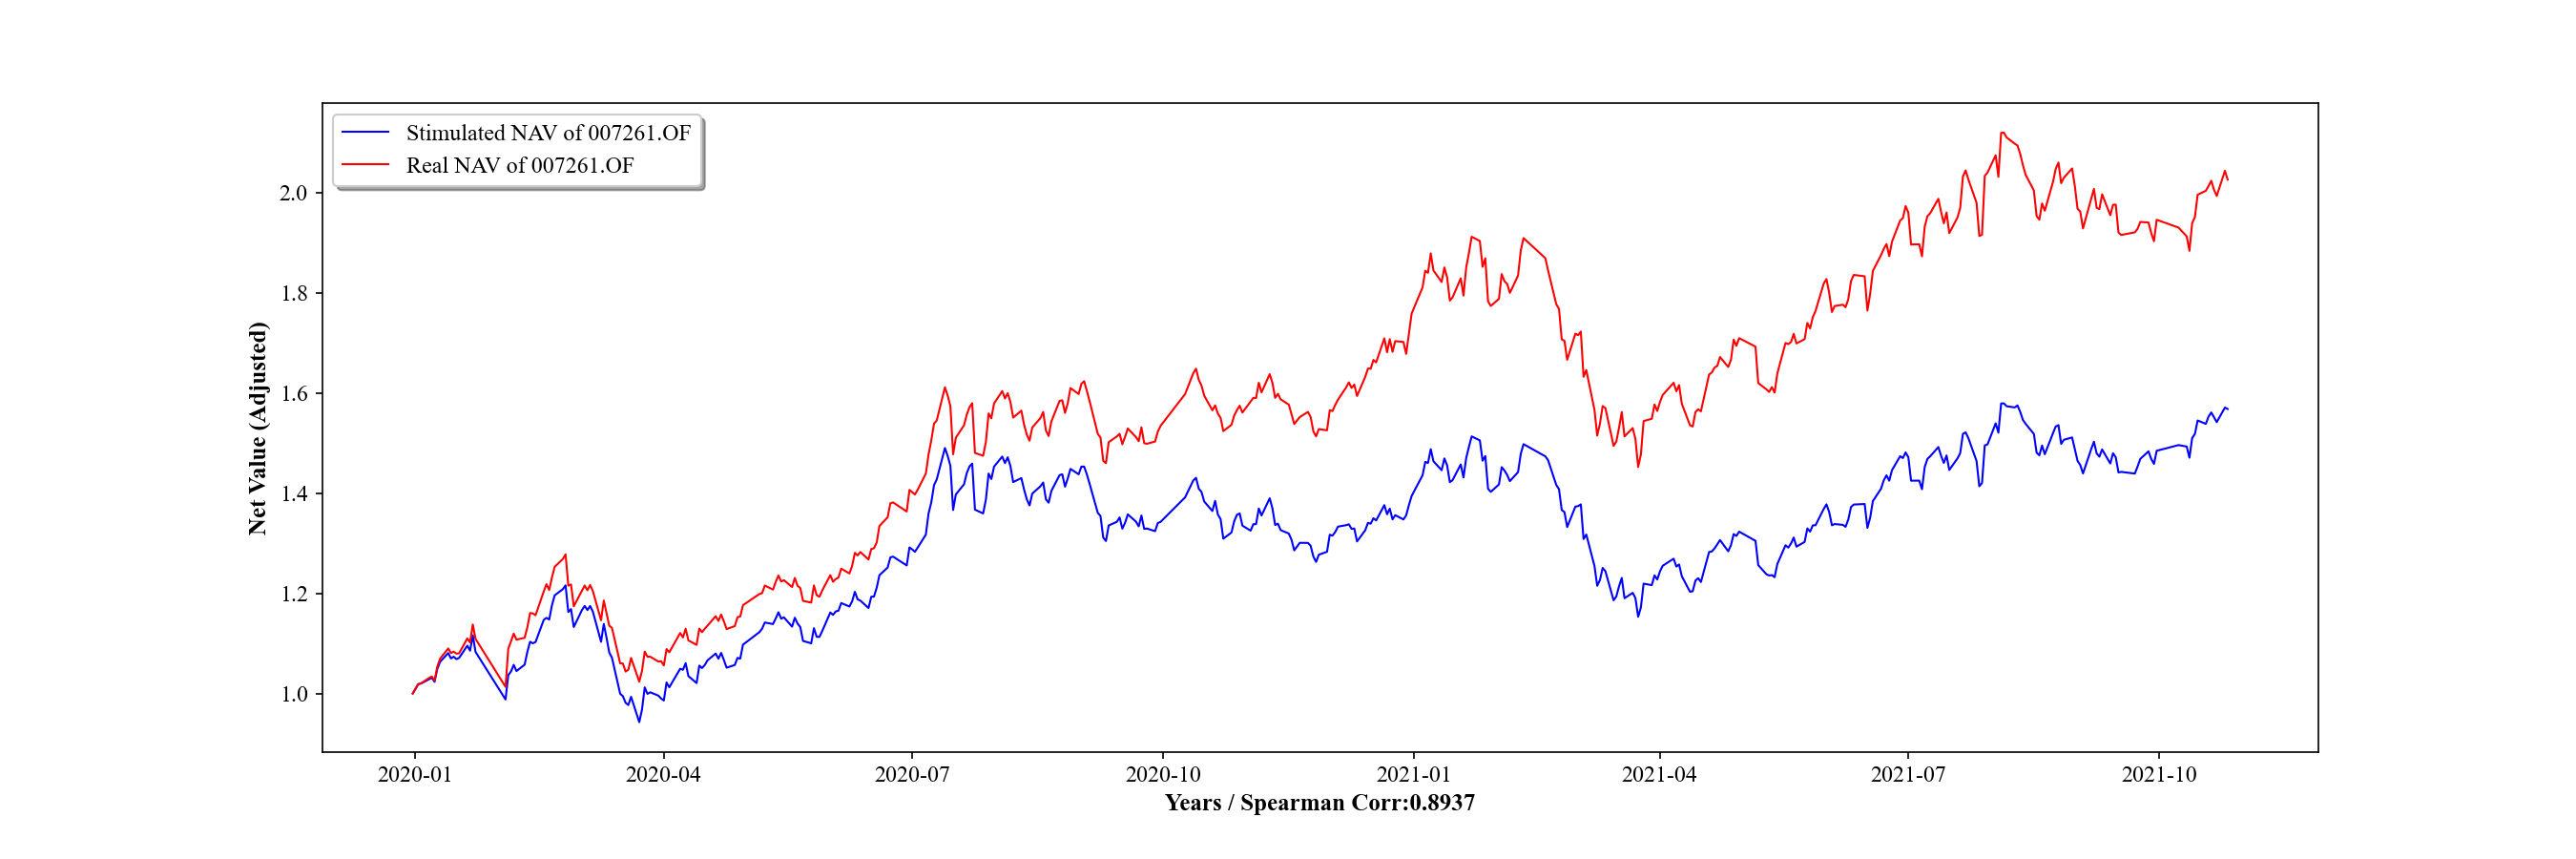 Stimulated NAV of 007261.OF
Real NAV of 007261.OF
Net Value (Adjusted)
2.0
1.8
1.6
1.4
1.2
1.0
2020-01 2020-04 2020-07 2020-10 2021-01 2021-04 2021-07 2021-10
Years / Spearman Corr:0.8937